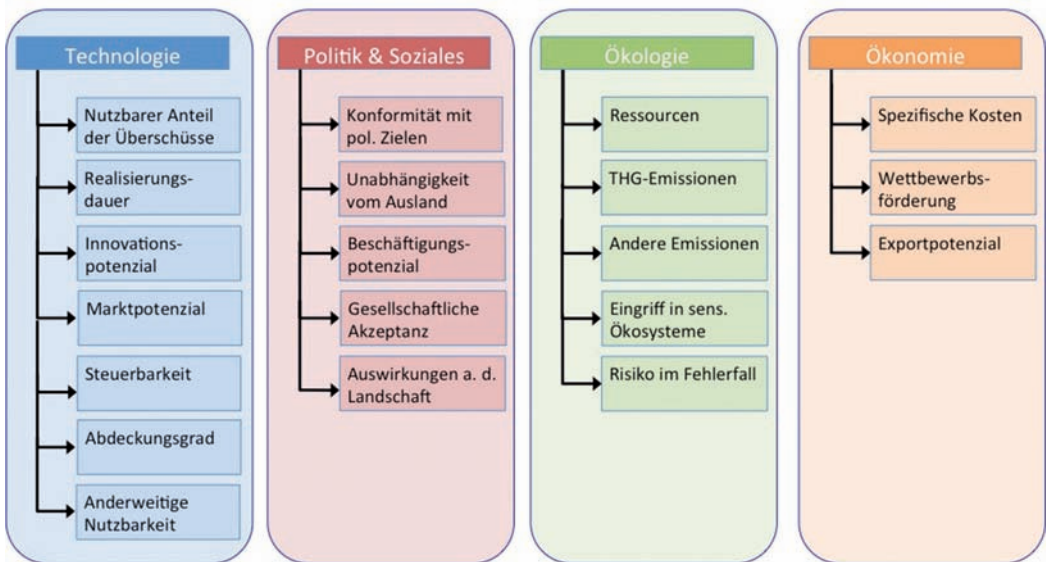 Technologie
Nutzbarer Anteil
der Überschüsse
Realisierungs-
dauer
Innovations-
potenzial
Marktpotenzial
Steuerbarkeit
Abdeckungsgrad
Anderweitige
Nutzbarkeit
Politik & Soziales
Konformität mit
pol. Zielen
Unabhängigkeit
vom Ausland
Beschäftigungs-
potenzial
Gesellschaftliche
Akzeptanz
Auswirkungen a. d.
Landschaft
Ökologie
Ressourcen
THG-Emissionen
Andere Emissionen
Eingriff in sens.
Ökosysteme
Risiko im Fehlerfall
Ökonomie
Spezifische Kosten
Wettbewerbs-
förderung
Exportpotenzial